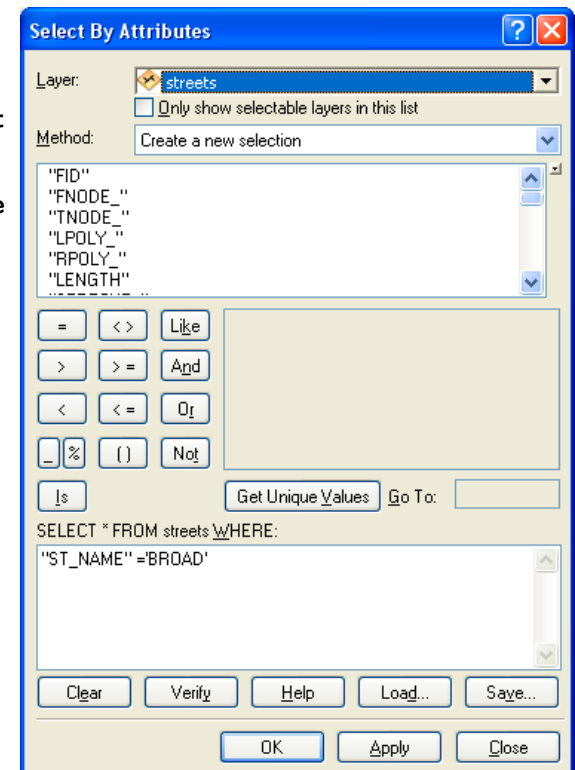 Select By Attributes
Layer: streets
Only show selectable layers in this list
Method: Create a new selection
"FID"
"FNODE_"
"TNODE_"
"LPOLY_"
"RPOLY_"
"LENGTH"
= <> Like
> >= And
< <= Or
_ % () Not
Is Get Unique Values Go To:
SELECT * FROM streets WHERE:
"ST_NAME" ='BROAD'
Clear Verify Help Load... Save...
OK Apply Close